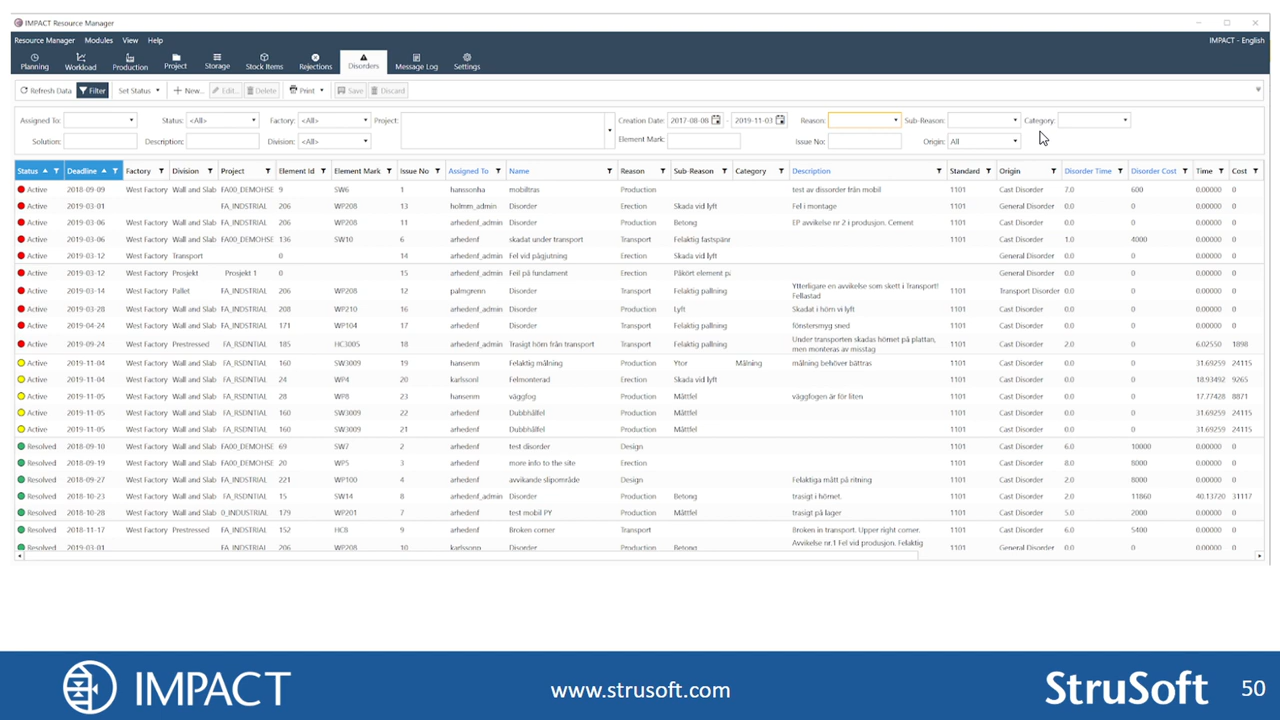 IMPACT Resource Manager
Resource Manager Modules View Help IMPACT - English
Planning Workload Production Project Storage Stock Items Rejections Disorders Message Log Settings
Refresh Data Filter Set Status New... Edit... Delete Print Save Discard
Assigned To: Status: <All> Factory: <All> Project: Creation Date: 2017-08-08 - 2019-11-03 Reason: Sub-Reason: Category:
Solution: Description: Division: <All> Element Mark: Issue No: Origin: All
Status Deadline Factory Division Project Element Id Element Mark Issue No Assigned To Name Reason Sub-Reason Category Description Standard Origin Disorder Time Disorder Cost Time Cost
Active 2018-09-09 West Factory Wall and Slab FA00_DEMOHSE 9 SW6 1 hanssonha mobiltras Production test av dissorder från mobil 1101 Cast Disorder 7.0 600 0.00000 0
Active 2019-03-01 FA_INDSTRIAL 206 WP208 13 holmm_admin Disorder Erection Skada vid lyft Fel i montage General Disorder 0.0 0 0.00000 0
Active 2019-03-06 West Factory Wall and Slab FA_INDSTRIAL 206 WP208 11 arhedenf_admin Disorder Production Betong EP avvikelse nr 2 i produsjon. Cement 1101 Cast Disorder 0.0 0 0.00000 0
Active 2019-03-06 West Factory Wall and Slab FA00_DEMOHSE 136 SW10 6 arhedenf_admin skadat under transport Transport Felaktig fastspänr 1101 Cast Disorder 1.0 4000 0.00000 0
Active 2019-03-12 West Factory Transport 0 14 arhedenf_admin Fel vid pågjutning Erection General Disorder 0.0 0 0.00000 0
Active 2019-03-12 West Factory Prosjekt Prosjekt 1 0 15 arhedenf_admin Feil på fundament Erection Påkört element pa General Disorder 0.0 0 0.00000 0
Active 2019-03-14 West Factory Pallet FA_INDSTRIAL 206 WP208 12 palmgrenn Disorder Transport Felaktig pallning Ytterligare en avvikelse som skett i Transport! Fellastad 1101 Transport Disorder 0.0 0 0.00000 0
Active 2019-03-28 West Factory Wall and Slab FA_INDSTRIAL 208 WP210 16 arhedenf_admin Disorder Production Lyft Skadat i hörn vi lyft 1101 Cast Disorder 0.0 0 0.00000 0
Active 2019-04-24 West Factory Wall and Slab FA_INDSTRIAL 171 WP104 17 arhedenf Disorder Transport Felaktig pallning fönstersmyg sned 1101 Cast Disorder 0.0 0 0.00000 0
Active 2019-09-24 West Factory Prestressed FA_RSDNTIAL 185 HC3005 18 arhedenf_admin Trasigt hörn från transport Transport Felaktig pallning Under transporten skadas hörnet på plattan, men monteras av misstag 1101 Cast Disorder 2.0 0 6.02550 1898
Active 2019-11-04 West Factory Wall and Slab FA_RSDNTIAL 160 SW3009 19 hansenm Felaktig målning Production Ytor Målning målning behöver bättras 1101 Cast Disorder 0.0 0 31.69259 24115
Active 2019-11-04 West Factory Wall and Slab FA_RSDNTIAL 24 WP4 20 karlssonl Felmonterad Erection Skada vid lyft 1101 Cast Disorder 0.0 0 18.93492 9265
Active 2019-11-05 West Factory Wall and Slab FA_RSDNTIAL 28 WP8 23 hansenm väggfog Production Måttfel väggfogen är för liten 1101 Cast Disorder 0.0 0 17.77428 8871
Active 2019-11-05 West Factory Wall and Slab FA_RSDNTIAL 160 SW3009 22 arhedenf Dubbhålfel Production Måttfel 1101 Cast Disorder 0.0 0 31.69259 24115
Active 2019-11-05 West Factory Wall and Slab FA_RSDNTIAL 160 SW3009 21 arhedenf Dubbhålfel Production Måttfel 1101 Cast Disorder 0.0 0 31.69259 24115
Resolved 2018-09-10 West Factory Wall and Slab FA00_DEMOHSE 69 SW7 2 arhedenf test disorder Design 1101 Cast Disorder 6.0 10000 0.00000 0
Resolved 2018-09-19 West Factory Wall and Slab FA00_DEMOHSE 20 WP5 3 arhedenf more info to the site Erection 1101 Cast Disorder 8.0 8000 0.00000 0
Resolved 2018-09-27 West Factory Wall and Slab FA_INDSTRIAL 221 WP100 4 arhedenf avvikande slipområde Design Felaktiga mått på ritning 1101 Cast Disorder 2.0 8000 0.00000 0
Resolved 2018-10-23 West Factory Wall and Slab FA_RSDNTIAL 15 SW14 8 arhedenf_admin Disorder Production Betong trasigt i hörnet. 1101 Cast Disorder 2.0 11860 40.13720 31117
Resolved 2018-10-28 West Factory Wall and Slab 0_INDUSTRIAL 179 WP201 7 arhedenf test mobil PY Production Måttfel trasigt på lager 1101 Cast Disorder 5.0 2000 0.00000 0
Resolved 2018-11-17 West Factory Prestressed FA_INDSTRIAL 152 HC8 9 arhedenf Broken corner Transport Broken in transport. Upper right corner. 1101 Cast Disorder 6.0 5400 0.00000 0
Resolved 2019-03-01 FA_INDSTRIAL 206 WP208 10 karlssonp Disorder Production Betong Avvikelse nr.1 Fel vid produsjon. Felaktig 1101 General Disorder 0.0 0 0.00000 0
IMPACT www.strusoft.com StruSoft 50